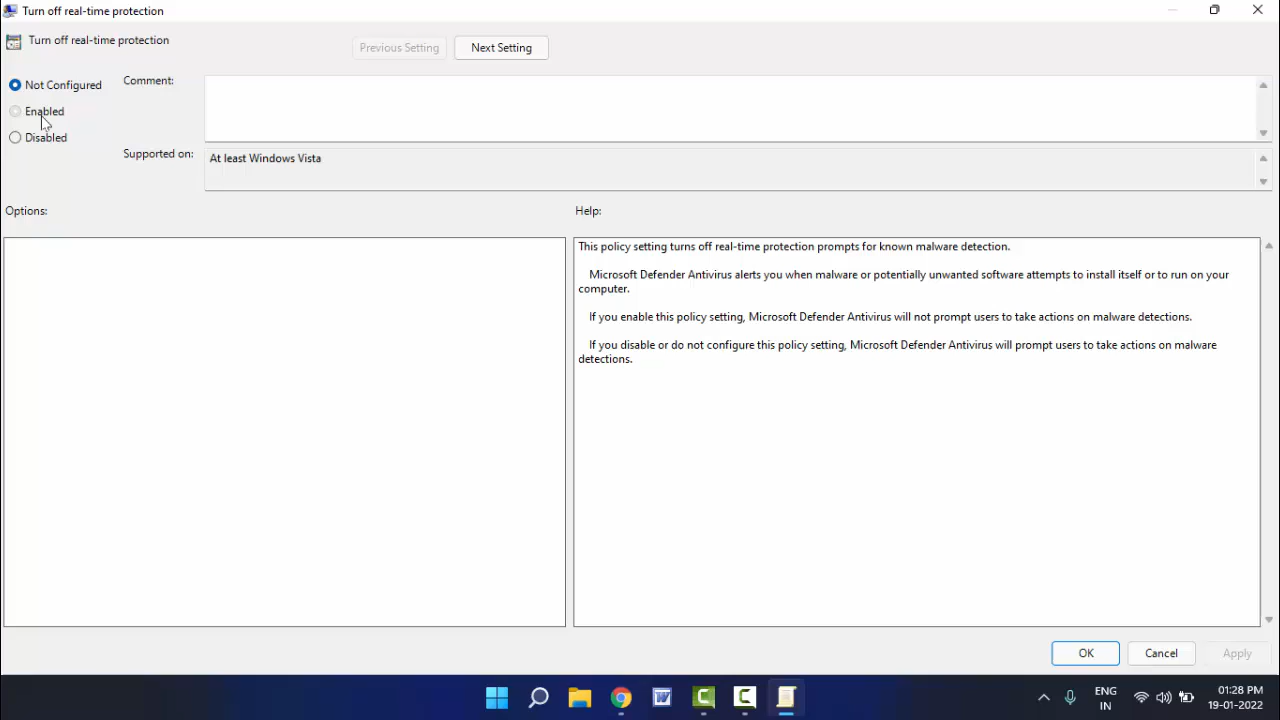 Turn off real-time protection
Turn off real-time protection
Previous Setting
Next Setting
Not Configured
Enabled
Disabled
Comment:
Supported on:
At least Windows Vista
Options:
Help:
This policy setting turns off real-time protection prompts for known malware detection.
Microsoft Defender Antivirus alerts you when malware or potentially unwanted software attempts to install itself or to run on your
computer.
If you enable this policy setting, Microsoft Defender Antivirus will not prompt users to take actions on malware detections.
If you disable or do not configure this policy setting, Microsoft Defender Antivirus will prompt users to take actions on malware
detections.
OK
Cancel
Apply
ENG
IN
01:28 PM
19-01-2022